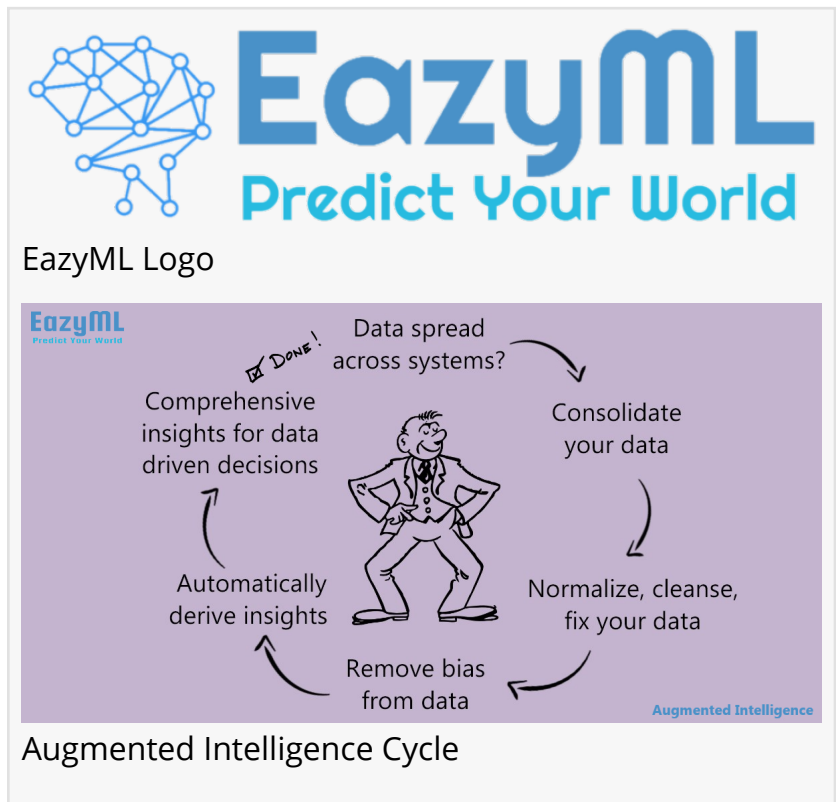 EazyML
Predict Your World
EazyML Logo
EazyML
Predict Your World
Data spread
across systems?
Consolidate
your data
Normalize, cleanse,
fix your data
Remove bias
from data
Automatically
derive insights
Comprehensive
insights for data
driven decisions
DONE!
Augmented Intelligence
Augmented Intelligence Cycle